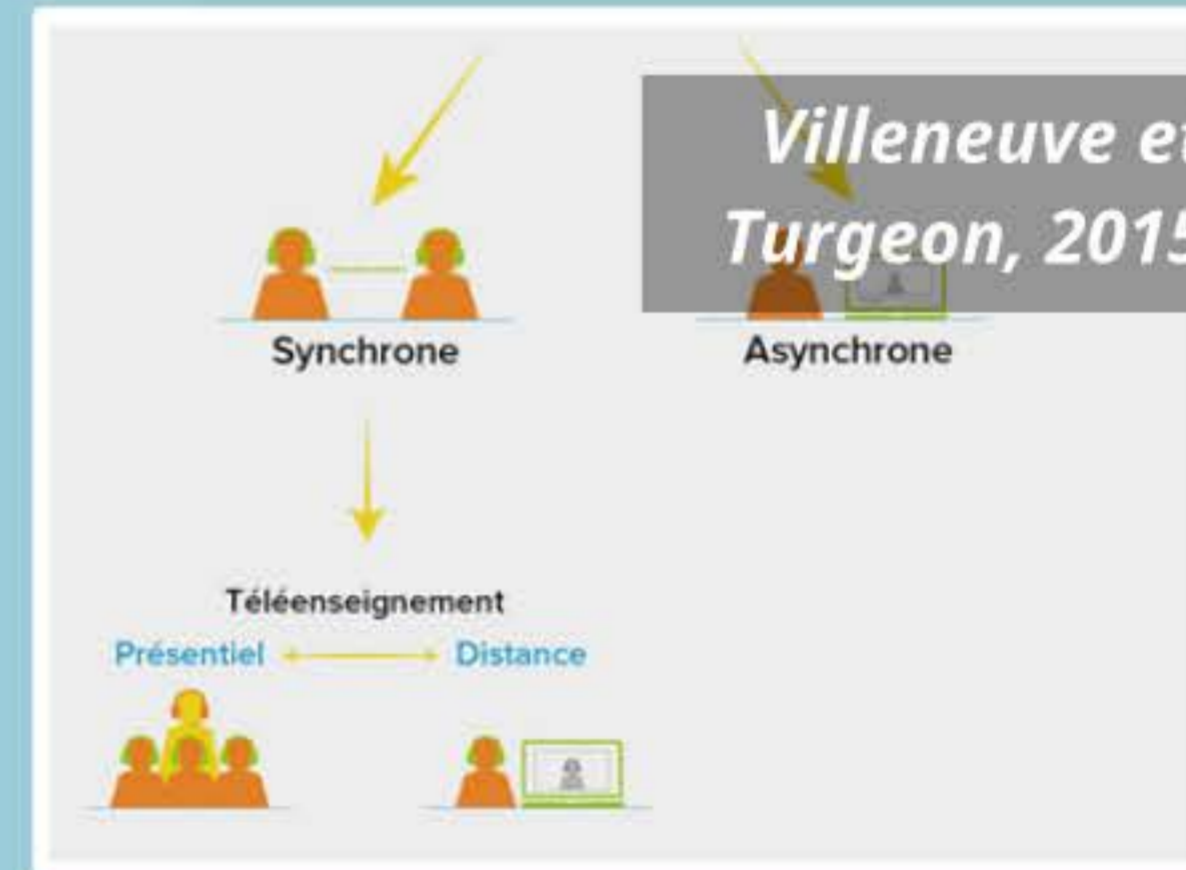 Villeneuve et
Turgeon, 2015
Synchrone
Asynchrone
Téléenseignement
Présentiel
Distance